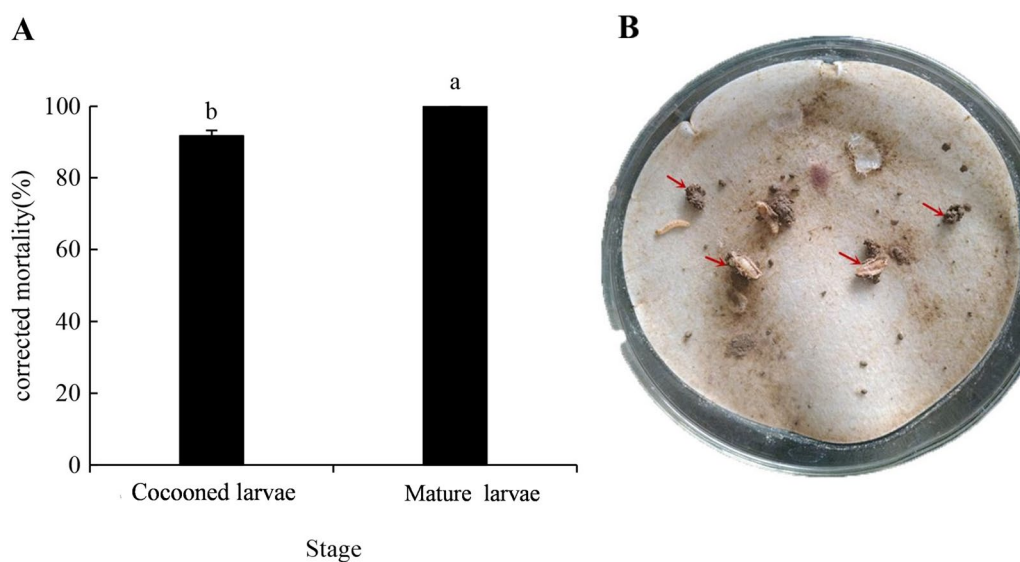 A
B
b
a
100
80
60
40
20
0
corrected mortality(%)
Cocooned larvae
Mature larvae
Stage